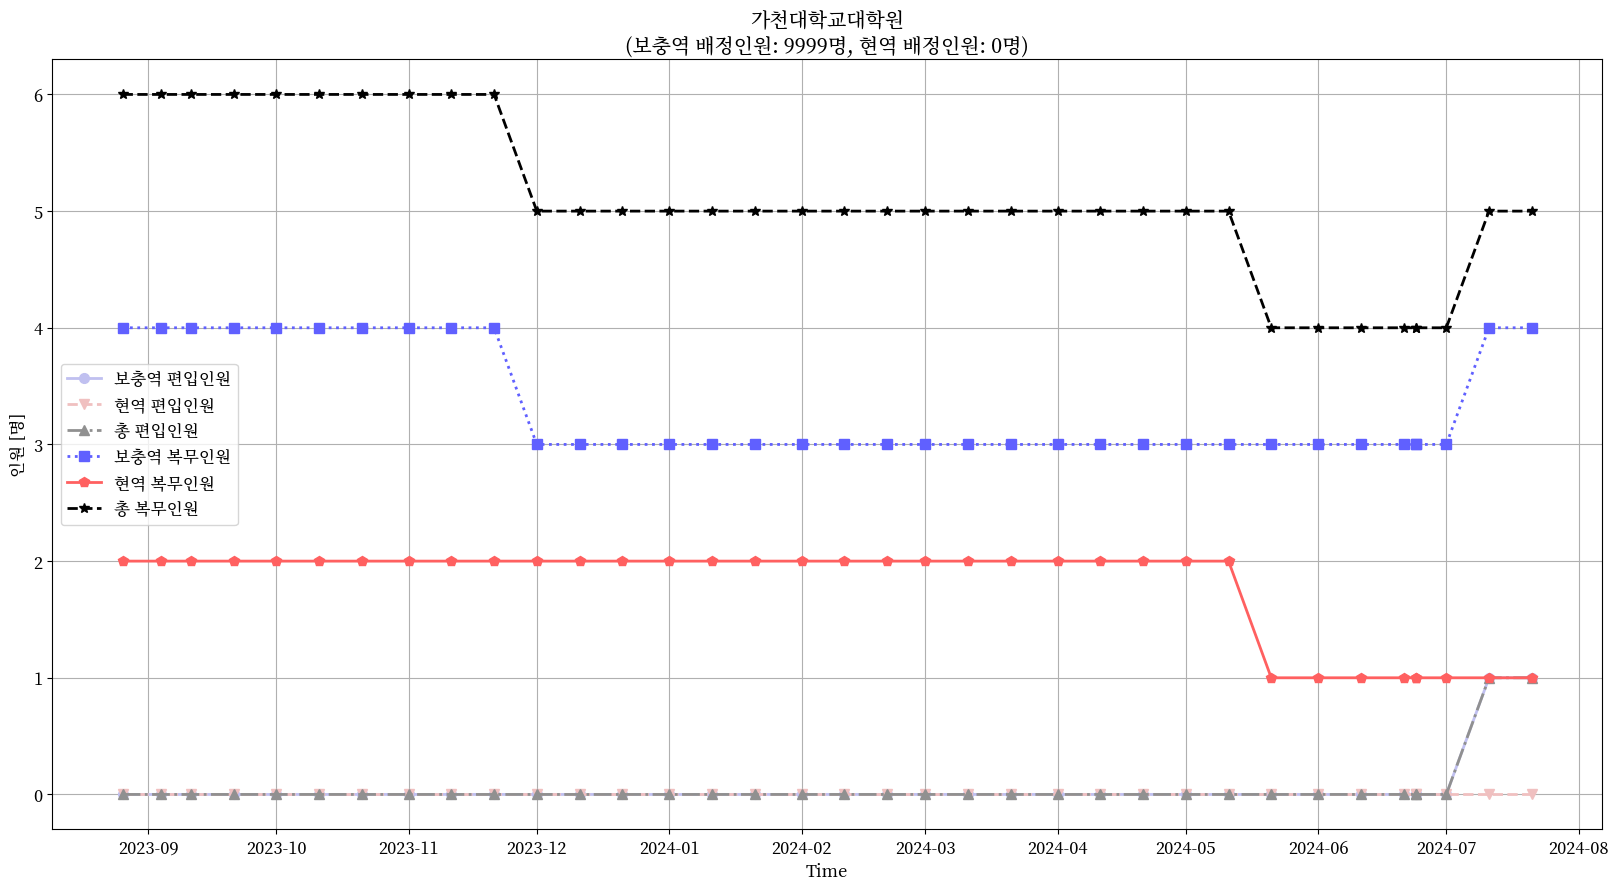 가천대학교대학원
(보충역 배정인원: 9999명, 현역 배정인원: 0명)
6
5
4
3
2
1
0
인원 [명]
보충역 편입인원
현역 편입인원
총 편입인원
보충역 복무인원
현역 복무인원
총 복무인원
2023-09
2023-10
2023-11
2023-12
2024-01
2024-02
2024-03
2024-04
2024-05
2024-06
2024-07
2024-08
Time